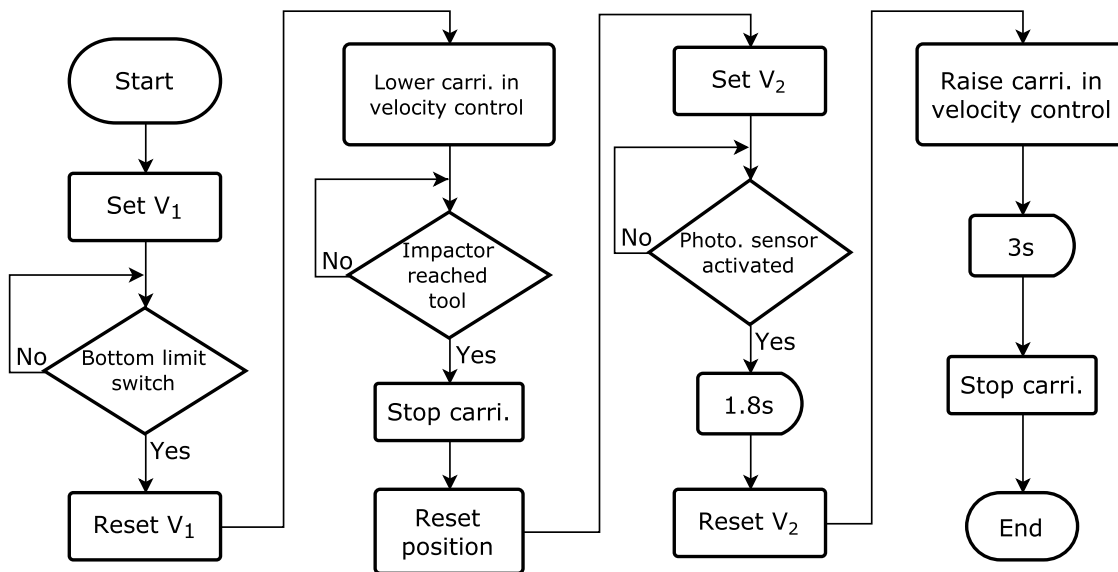 Start
Set V₁
No
Bottom limit
switch
Yes
Reset V₁
Lower carri. in
velocity control
No
Impactor
reached
tool
Yes
Stop carri.
Reset
position
Set V₂
No
Photo. sensor
activated
Yes
1.8s
Reset V₂
Raise carri. in
velocity control
3s
Stop carri.
End